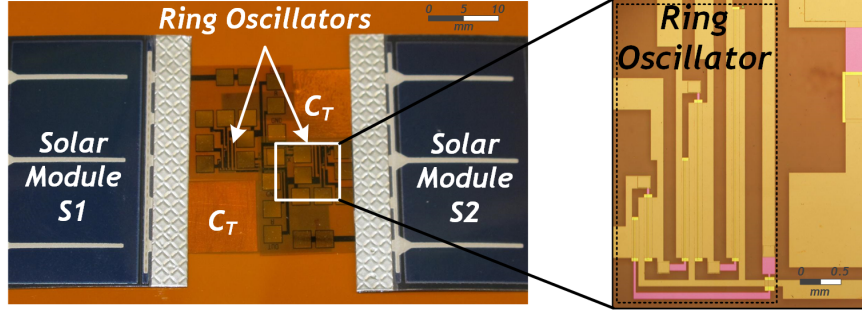 Ring Oscillators
0 5 10
mm
C_T
Solar
Module
S1
C_T
Solar
Module
S2
Ring
Oscillator
0 0.5
mm